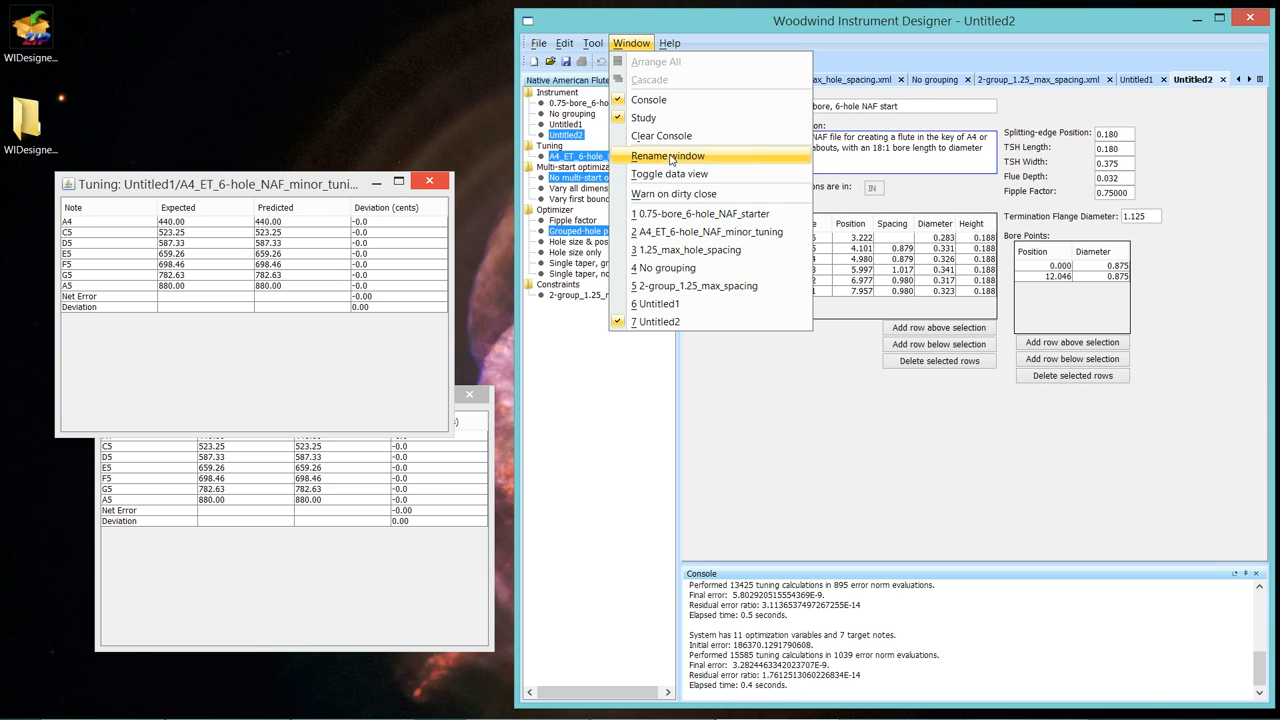 ZIP
WIDesigne...
WIDesigne...
Woodwind Instrument Designer - Untitled2
File Edit Tool Window Help
Native American Flute
Instrument
0.75-bore_6-ho
No grouping
Untitled1
Untitled2
Tuning
A4_ET_6-hole_
Multi-start optimiza
No multi-start o
Vary all dimens
Vary first bound
Optimizer
Fipple factor
Grouped-hole p
Hole size & pos
Hole size only
Single taper, gr
Single taper, no
Constraints
2-group_1.25_m
Arrange All
Cascade
Console
Study
Clear Console
Rename window
Toggle data view
Warn on dirty close
1 0.75-bore_6-hole_NAF_starter
2 A4_ET_6-hole_NAF_minor_tuning
3 1.25_max_hole_spacing
4 No grouping
5 2-group_1.25_max_spacing
6 Untitled1
7 Untitled2
ax_hole_spacing.xml No grouping 2-group_1.25_max_spacing.xml Untitled1 Untitled2
bore, 6-hole NAF start
on:
NAF file for creating a flute in the key of A4 or
abouts, with an 18:1 bore length to diameter
ons are in: IN
Position Spacing Diameter Height
3.222 0.283 0.188
4.101 0.879 0.331 0.188
4.980 0.879 0.326 0.188
5.997 1.017 0.341 0.188
6.977 0.980 0.317 0.188
7.957 0.980 0.323 0.188
Add row above selection
Add row below selection
Delete selected rows
Splitting-edge Position: 0.180
TSH Length: 0.180
TSH Width: 0.375
Flue Depth: 0.032
Fipple Factor: 0.75000
Termination Flange Diameter: 1.125
Bore Points:
Position Diameter
0.000 0.875
12.046 0.875
Add row above selection
Add row below selection
Delete selected rows
Tuning: Untitled1/A4_ET_6-hole_NAF_minor_tuni...
Note Expected Predicted Deviation (cents)
A4 440.00 440.00 -0.0
C5 523.25 523.25 -0.0
D5 587.33 587.33 -0.0
E5 659.26 659.26 -0.0
F5 698.46 698.46 -0.0
G5 782.63 782.63 -0.0
A5 880.00 880.00 -0.0
Net Error -0.00
Deviation 0.00
C5 523.25 523.25 -0.0
D5 587.33 587.33 -0.0
E5 659.26 659.26 -0.0
F5 698.46 698.46 -0.0
G5 782.63 782.63 -0.0
A5 880.00 880.00 -0.0
Net Error -0.00
Deviation 0.00
Console
Performed 13425 tuning calculations in 895 error norm evaluations.
Final error: 5.802920515554369E-9.
Residual error ratio: 3.1136537497267255E-14
Elapsed time: 0.5 seconds.
System has 11 optimization variables and 7 target notes.
Initial error: 186370.1291790608.
Performed 15585 tuning calculations in 1039 error norm evaluations.
Final error: 3.2824463342023707E-9.
Residual error ratio: 1.7612513060226834E-14
Elapsed time: 0.4 seconds.